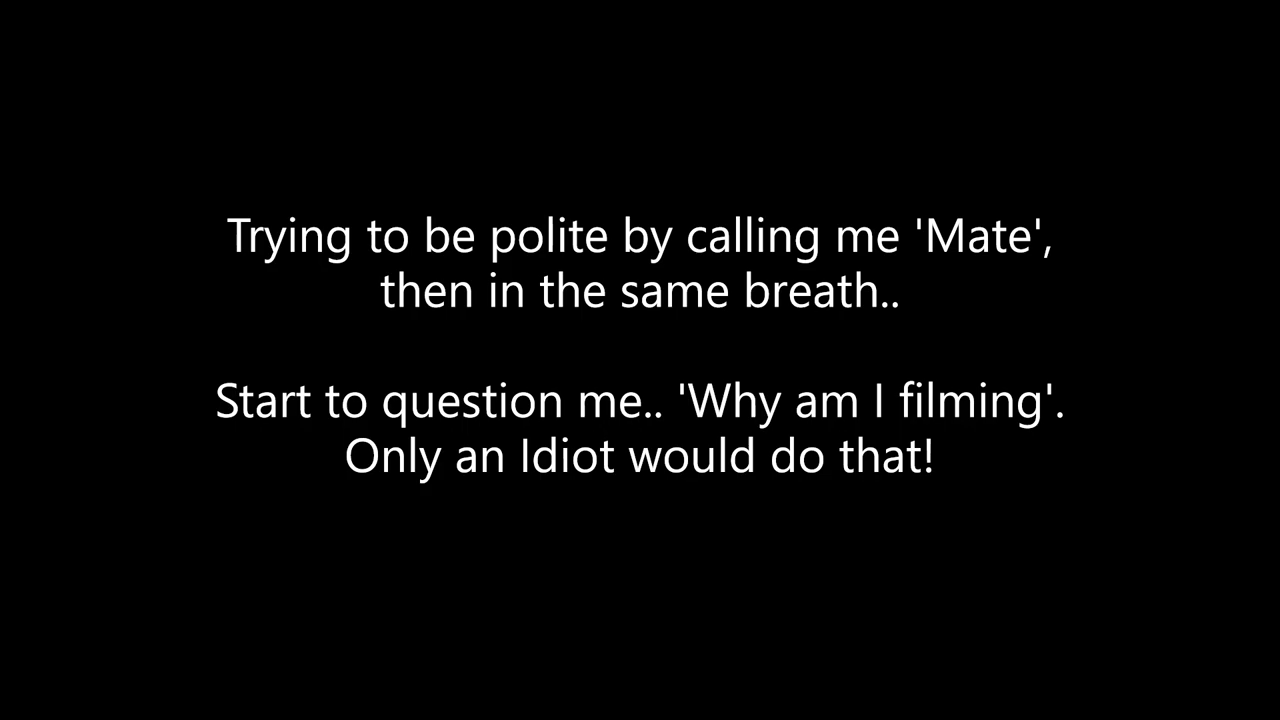 Trying to be polite by calling me 'Mate',
then in the same breath..
Start to question me.. 'Why am I filming'.
Only an Idiot would do that!